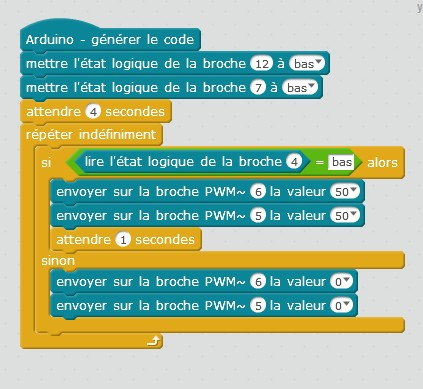 y
Arduino - générer le code
mettre l'état logique de la broche 12 à bas
mettre l'état logique de la broche 7 à bas
attendre 4 secondes
répéter indéfiniment
si lire l'état logique de la broche 4 = bas alors
envoyer sur la broche PWM~ 6 la valeur 50
envoyer sur la broche PWM~ 5 la valeur 50
attendre 1 secondes
sinon
envoyer sur la broche PWM~ 6 la valeur 0
envoyer sur la broche PWM~ 5 la valeur 0